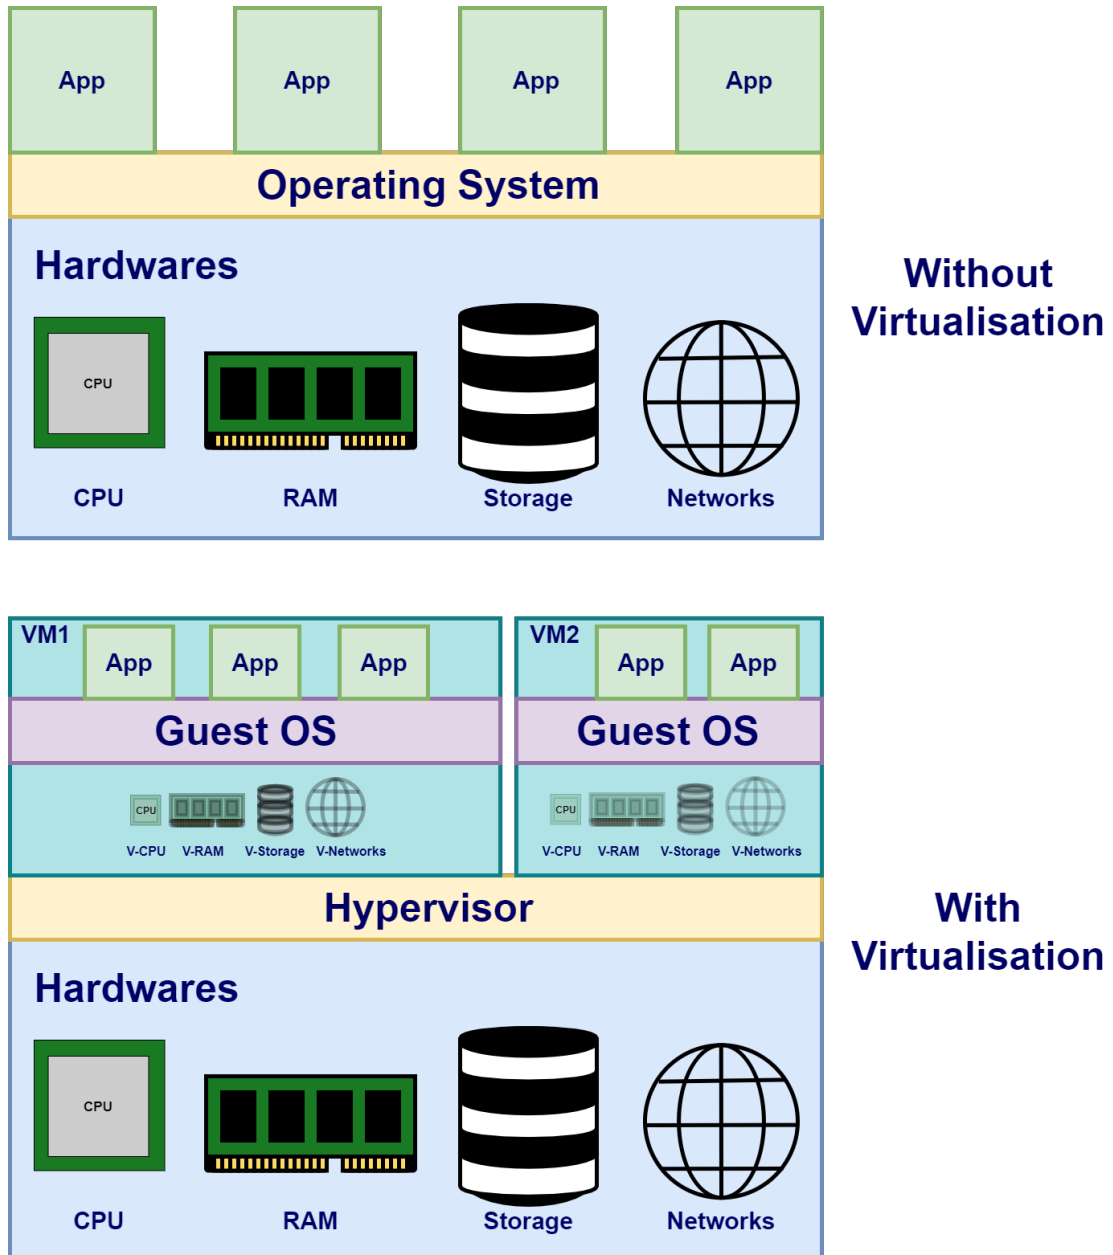 App
App
App
App
Operating System
Hardwares
CPU
CPU
RAM
Storage
Networks
Without
Virtualisation
VM1
App
App
App
Guest OS
CPU
V-CPU
V-RAM
V-Storage
V-Networks
VM2
App
App
Guest OS
CPU
V-CPU
V-RAM
V-Storage
V-Networks
Hypervisor
Hardwares
CPU
CPU
RAM
Storage
Networks
With
Virtualisation